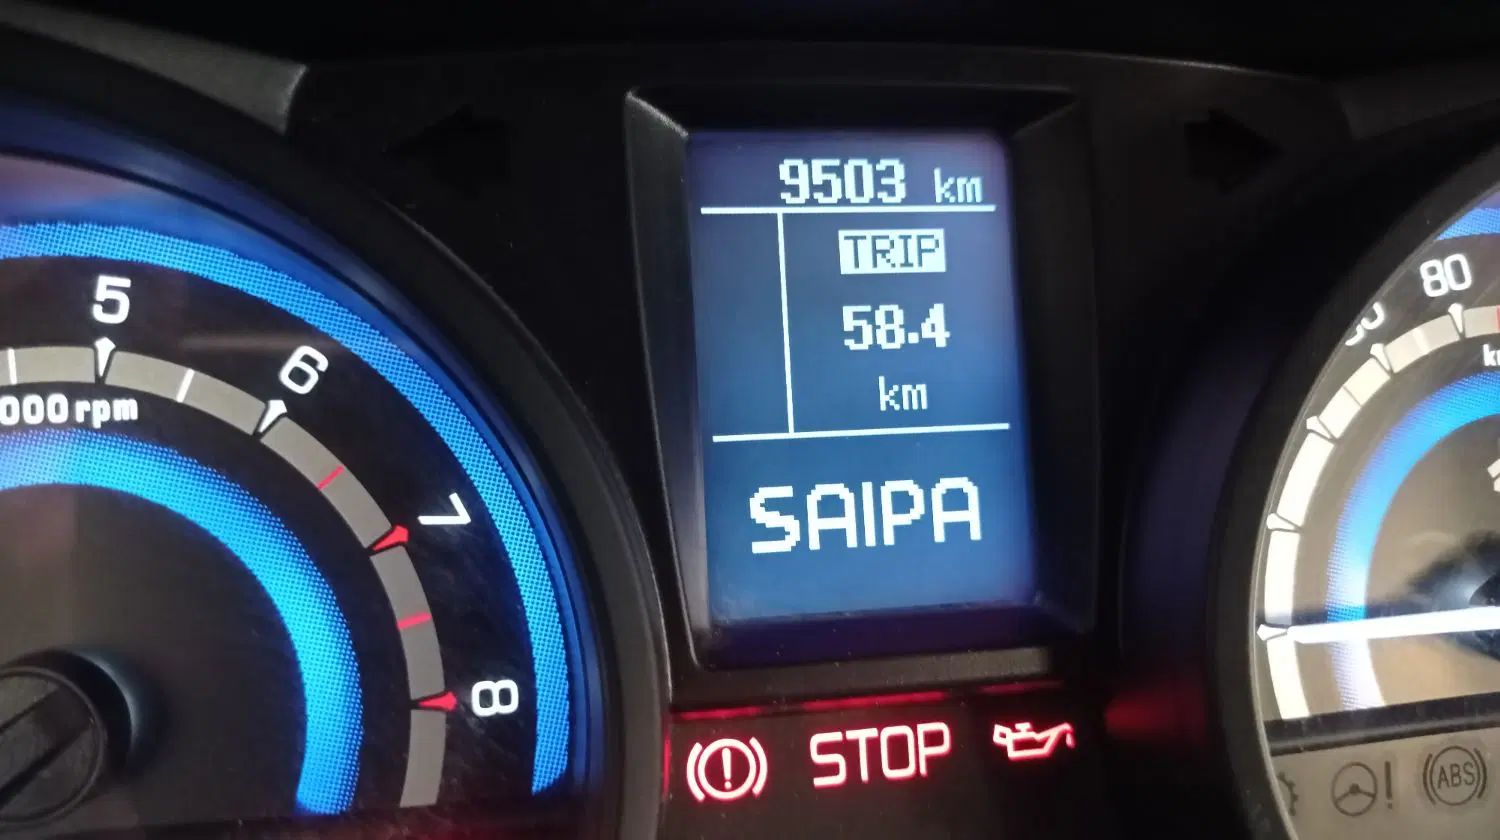 9503 km
TRIP
58.4
km
SAIPA
5
6
7
8
000 rpm
80
STOP
ABS